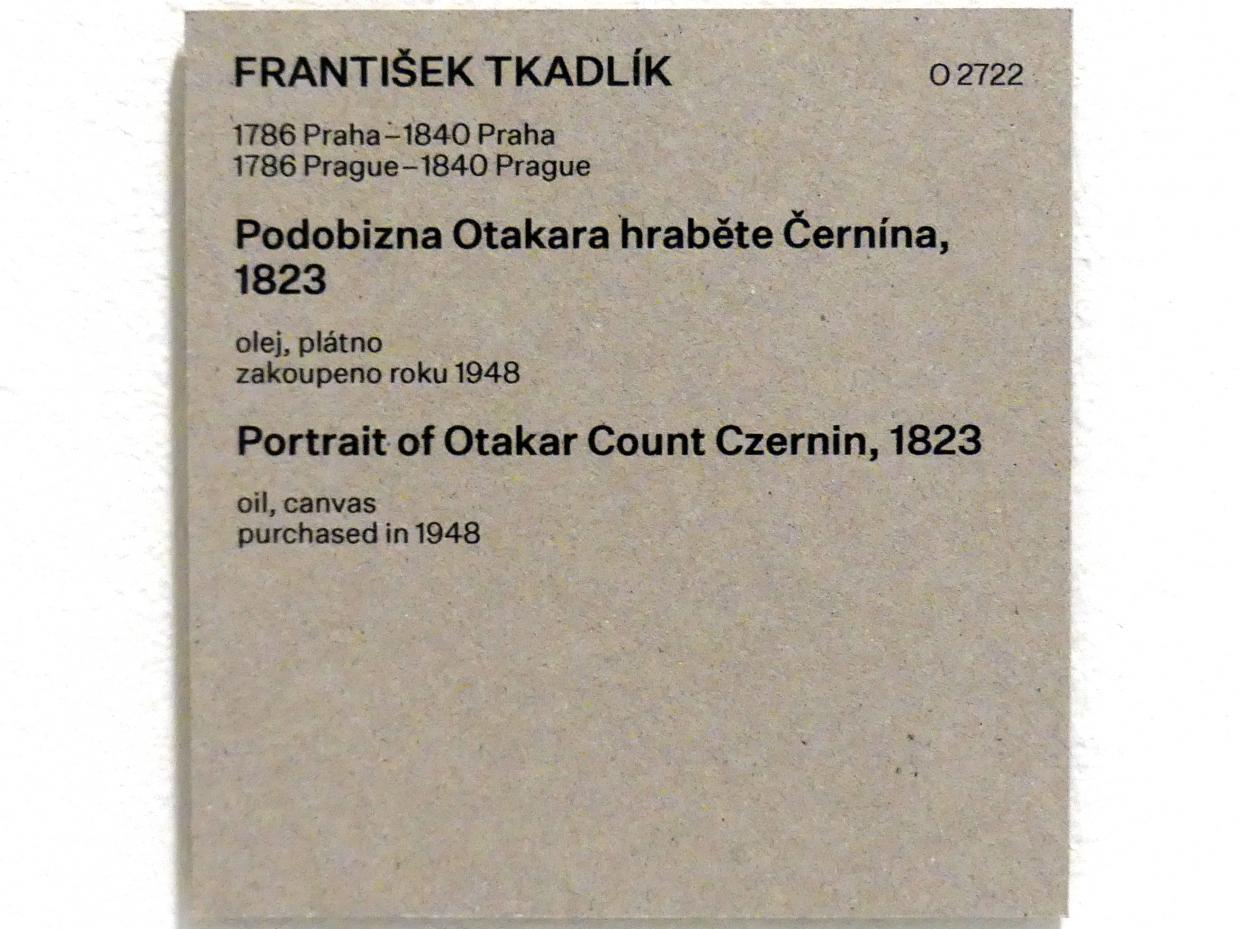 FRANTIŠEK TKADLÍK O 2722
1786 Praha–1840 Praha
1786 Prague–1840 Prague
Podobizna Otakara hraběte Černína,
1823
olej, plátno
zakoupeno roku 1948
Portrait of Otakar Count Czernin, 1823
oil, canvas
purchased in 1948